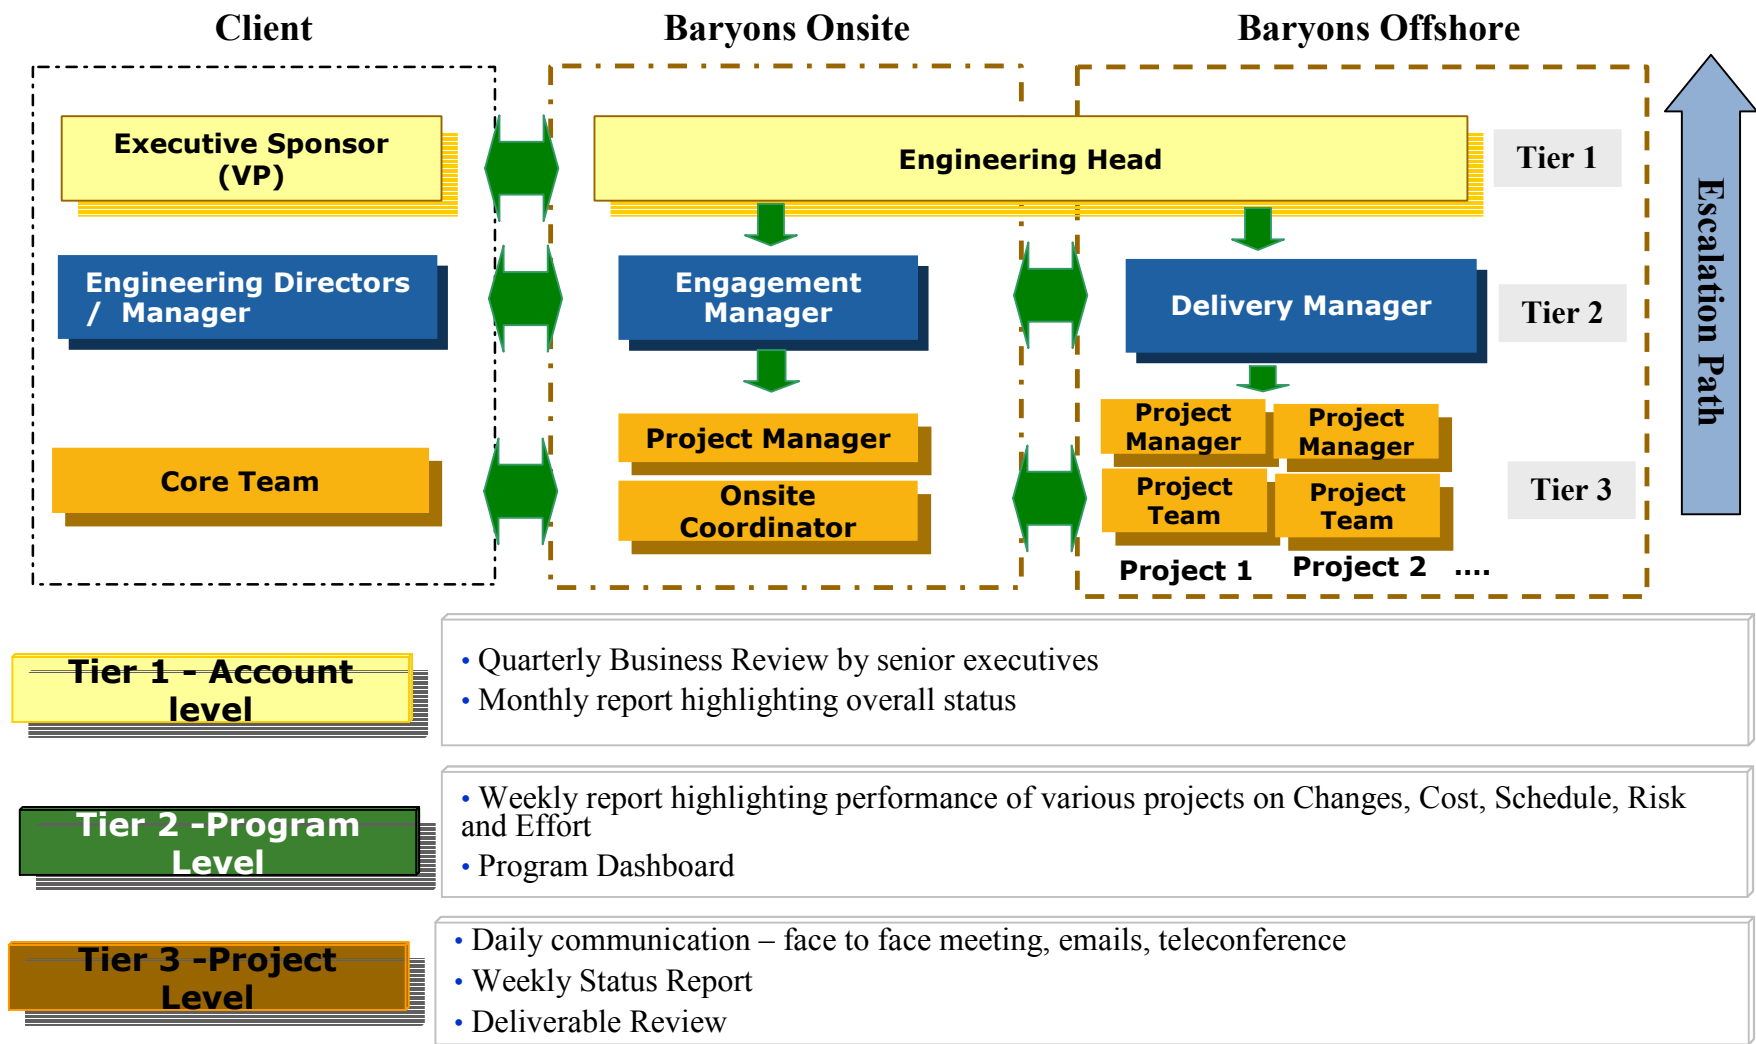 Client
Baryons Onsite
Baryons Offshore
Executive Sponsor
(VP)
Engineering Head
Tier 1
Engineering Directors
/ Manager
Engagement
Manager
Delivery Manager
Tier 2
Core Team
Project Manager
Onsite
Coordinator
Project
Manager
Project
Manager
Project
Team
Project
Team
Project 1
Project 2 ....
Tier 3
Escalation Path
Tier 1 - Account
level
• Quarterly Business Review by senior executives
• Monthly report highlighting overall status
Tier 2 -Program
Level
• Weekly report highlighting performance of various projects on Changes, Cost, Schedule, Risk
and Effort
• Program Dashboard
Tier 3 -Project
Level
• Daily communication – face to face meeting, emails, teleconference
• Weekly Status Report
• Deliverable Review